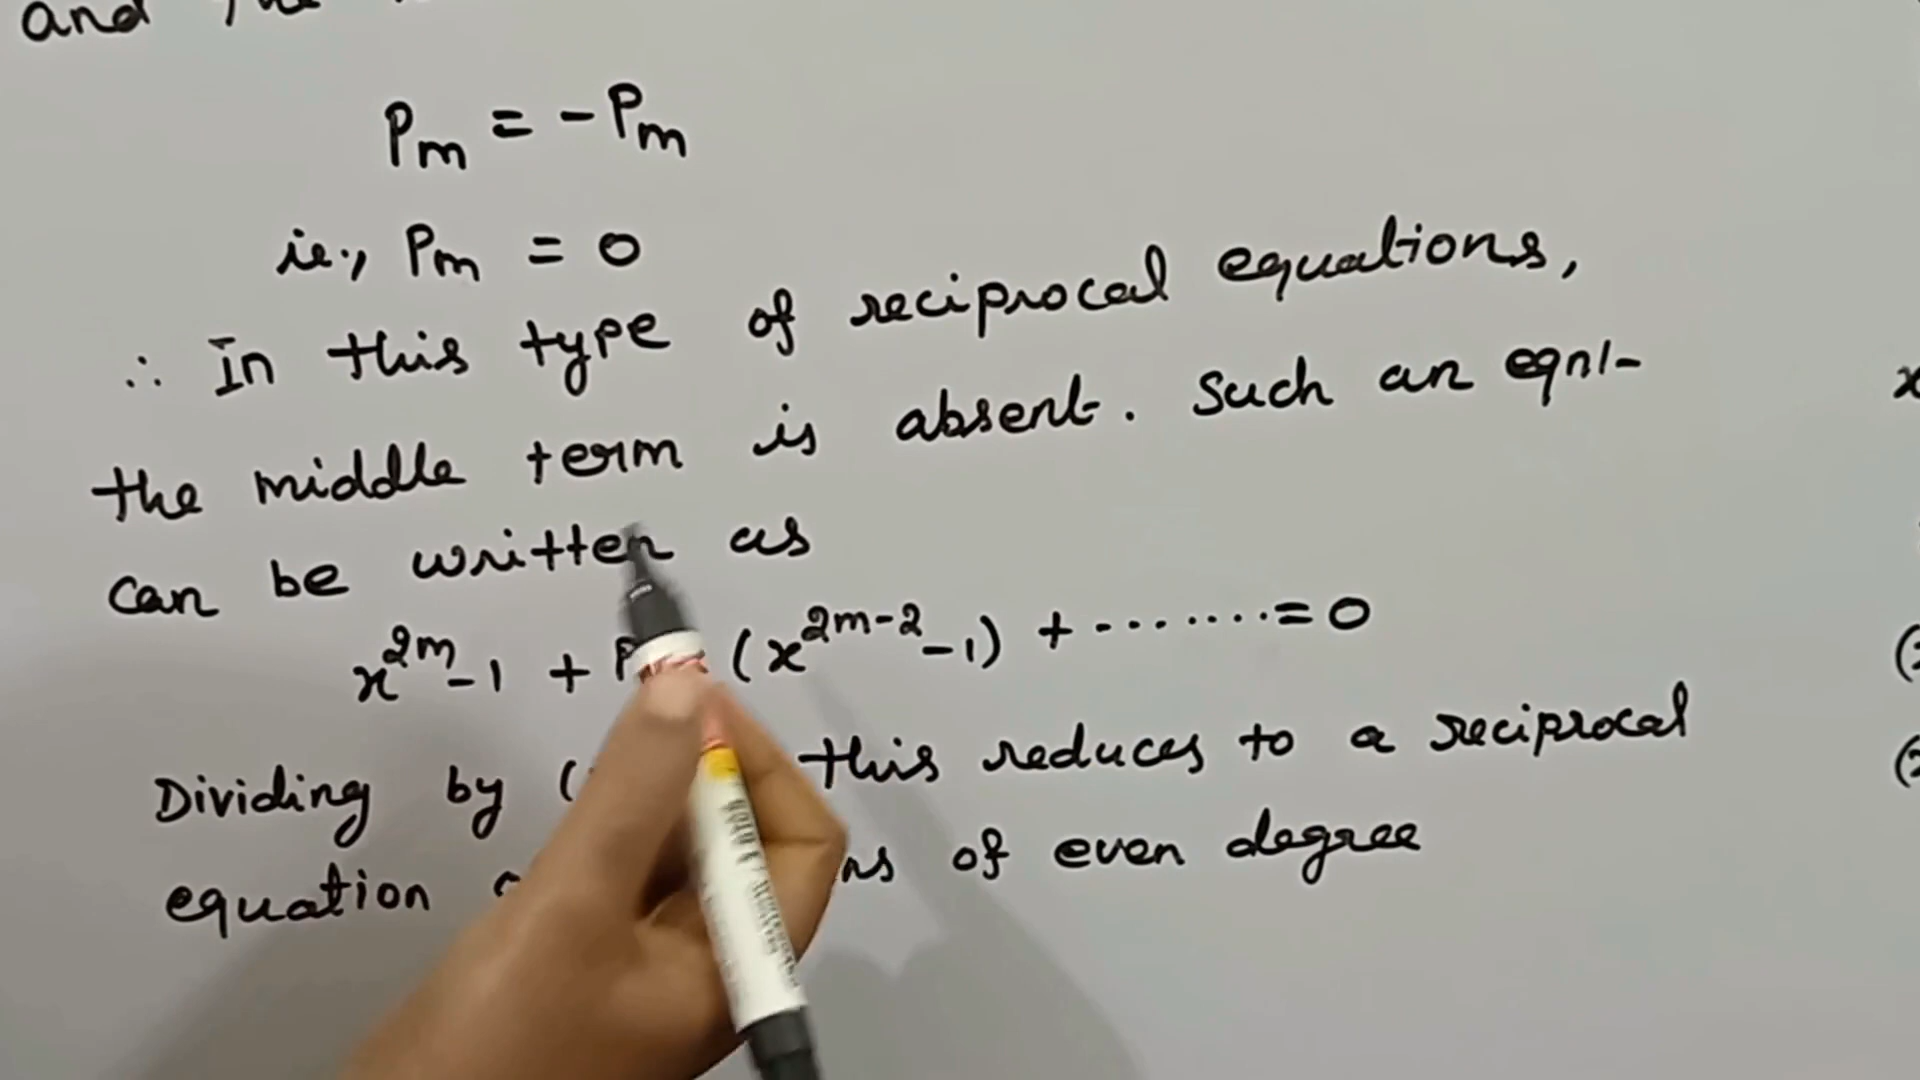 and the
Pm = -Pm
ie., Pm = 0
∴ In this type of reciprocal equations,
the middle term is absent. Such an eqn/-
can be written as
x^2m - 1 + P (x^2m-2 - 1) + ········ = 0
Dividing by ( this reduces to a reciprocal
equation of even degree